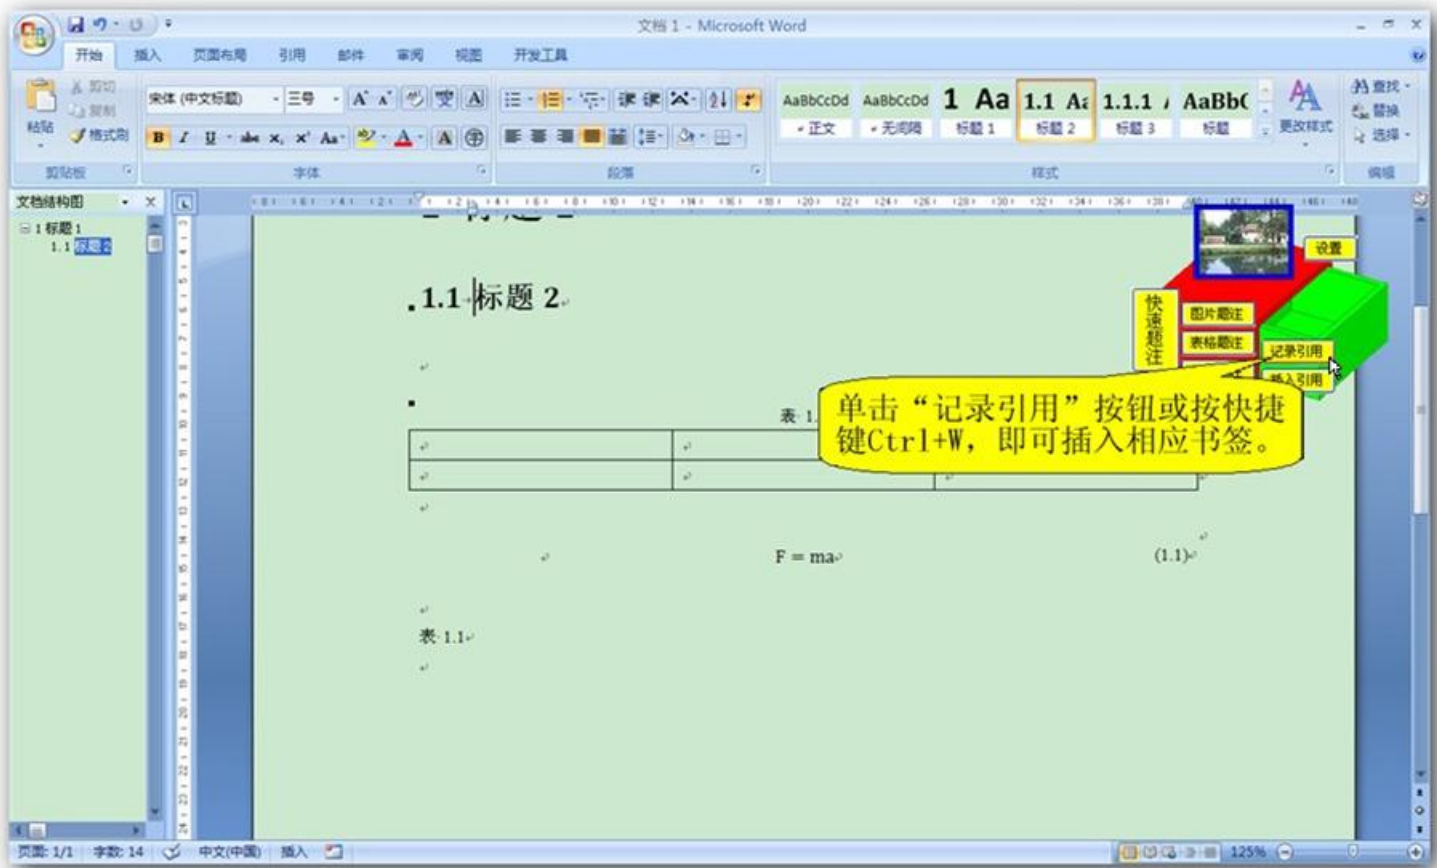 文档 1 - Microsoft Word
开始 插入 页面布局 引用 邮件 审阅 视图 开发工具
粘贴 剪切 复制 格式刷
宋体 (中文标题) 三号
AaBbCcDd AaBbCcDd 1 Aa 1.1 Aa 1.1.1 AaBb(
正文 无间隔 标题 1 标题 2 标题 3 标题
更改样式
查找
替换
选择
剪贴板 字体 段落 样式 编辑
文档结构图
1 标题 1
1.1 标题 2
设置
快速题注
图片题注
表格题注
记录引用
插入引用
1.1 标题 2
单击“记录引用”按钮或按快捷
键Ctrl+W，即可插入相应书签。
表 1.
F = ma (1.1)
表 1.1
页面: 1/1 字数: 14 中文(中国) 插入 125%